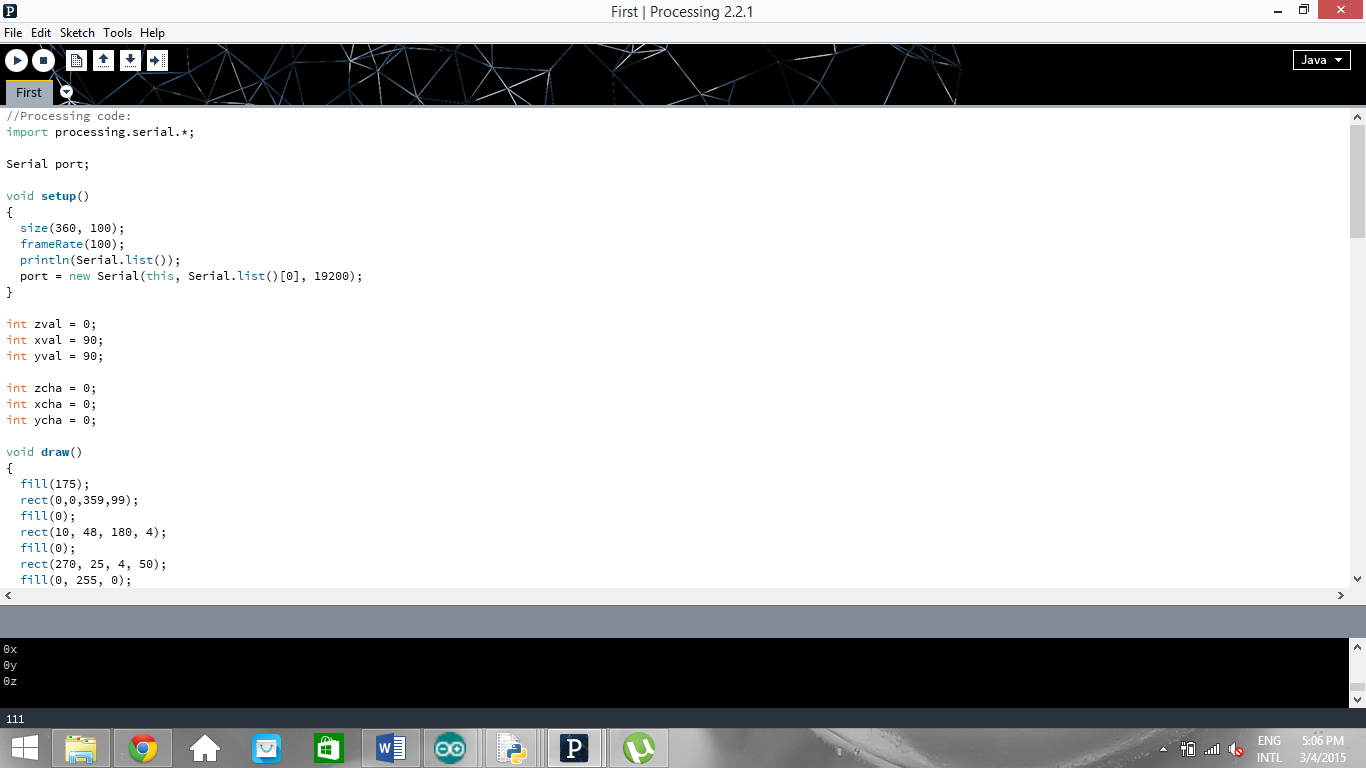 First | Processing 2.2.1
File Edit Sketch Tools Help
Java
First
//Processing code:
import processing.serial.*;
Serial port;
void setup()
{
  size(360, 100);
  frameRate(100);
  println(Serial.list());
  port = new Serial(this, Serial.list()[0], 19200);
}
int zval = 0;
int xval = 90;
int yval = 90;
int zcha = 0;
int xcha = 0;
int ycha = 0;
void draw()
{
  fill(175);
  rect(0,0,359,99);
  fill(0);
  rect(10, 48, 180, 4);
  fill(0);
  rect(270, 25, 4, 50);
  fill(0, 255, 0);
0x
0y
0z
111
ENG 5:06 PM
INTL 3/4/2015